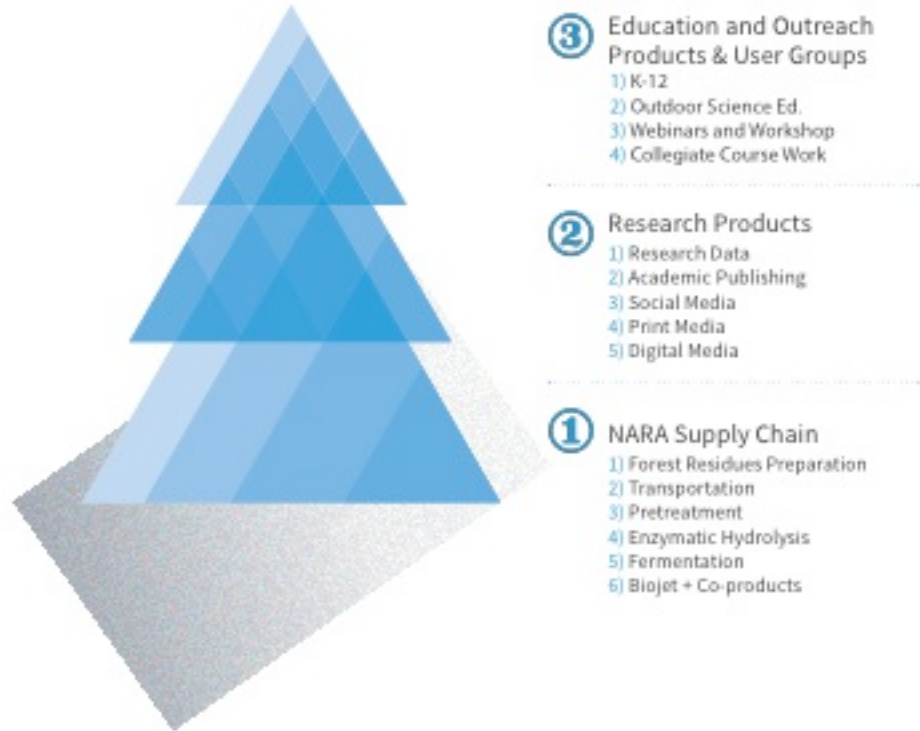 3 Education and Outreach
Products & User Groups
1) K-12
2) Outdoor Science Ed.
3) Webinars and Workshop
4) Collegiate Course Work
2 Research Products
1) Research Data
2) Academic Publishing
3) Social Media
4) Print Media
5) Digital Media
1 NARA Supply Chain
1) Forest Residues Preparation
2) Transportation
3) Pretreatment
4) Enzymatic Hydrolysis
5) Fermentation
6) Biojet + Co-products